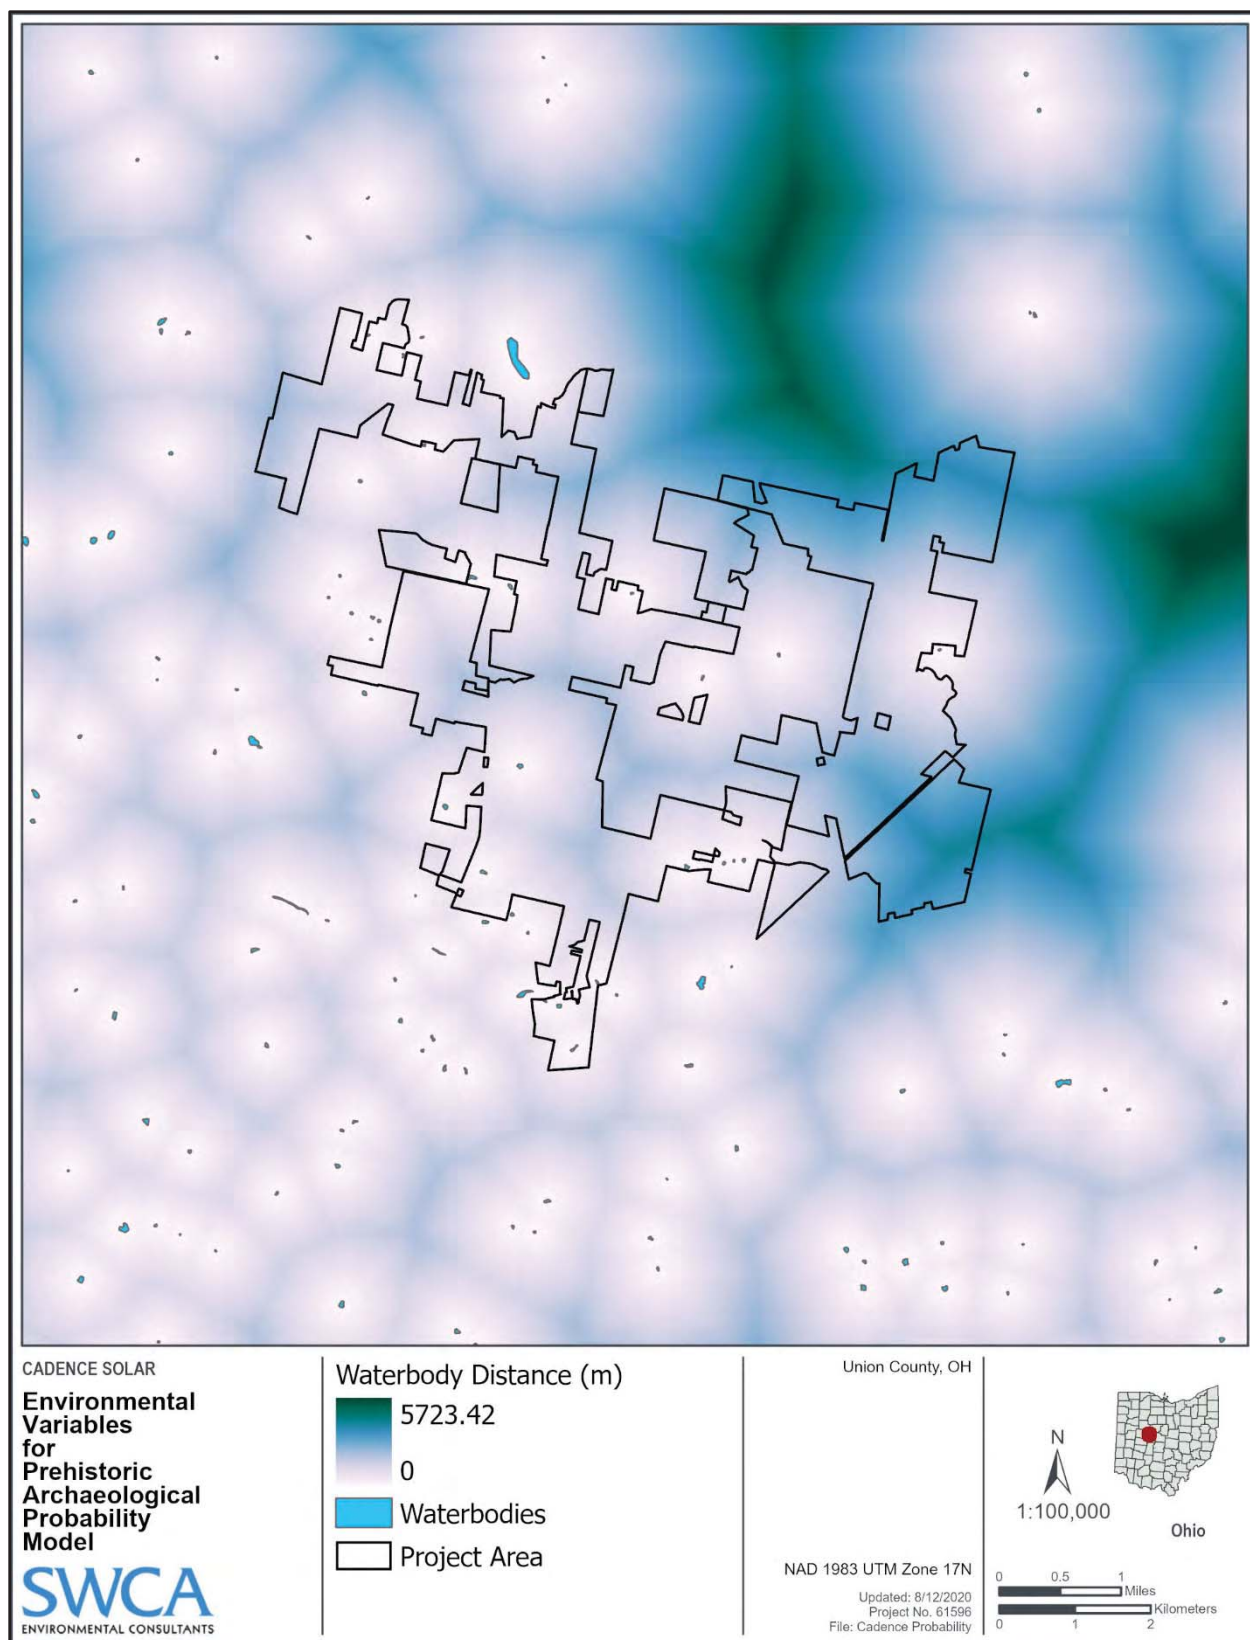 CADENCE SOLAR
Environmental
Variables
for
Prehistoric
Archaeological
Probability
Model
SWCA
ENVIRONMENTAL CONSULTANTS
Waterbody Distance (m)
5723.42
0
Waterbodies
Project Area
Union County, OH
NAD 1983 UTM Zone 17N
Updated: 8/12/2020
Project No. 61596
File: Cadence Probability
N
1:100,000
Ohio
0 0.5 1
Miles
Kilometers
0 1 2